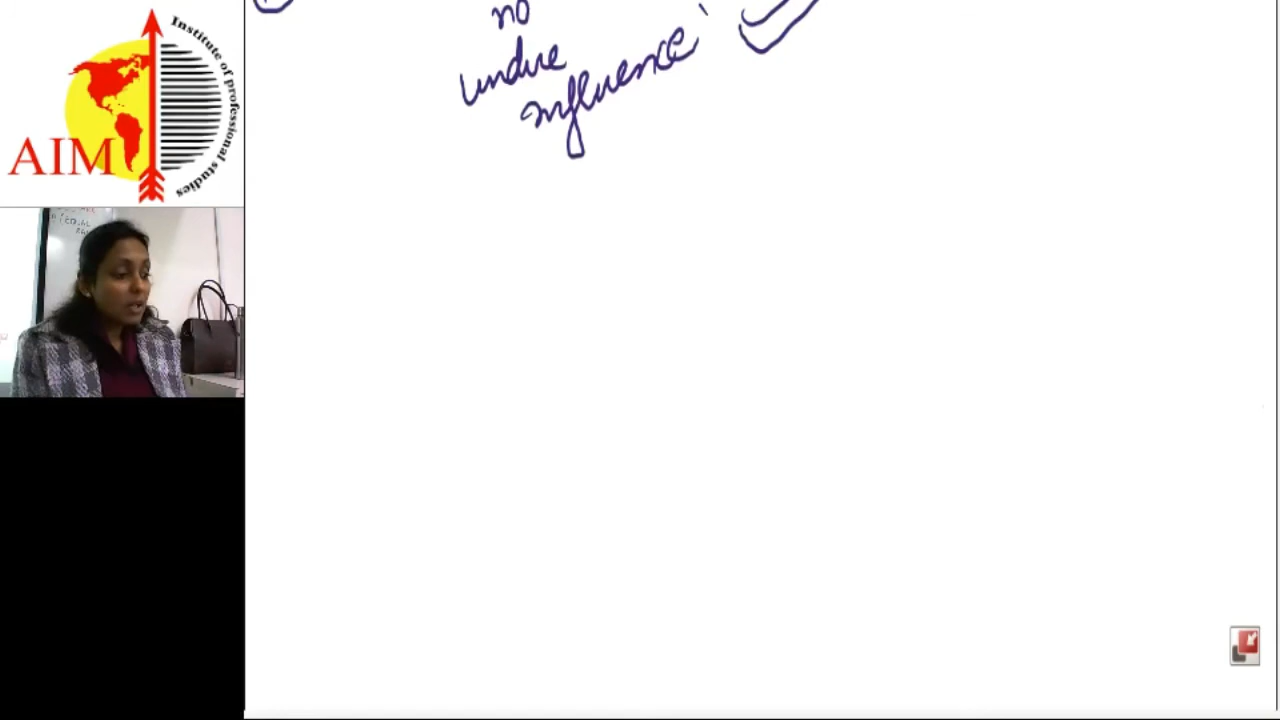 Institute of professional studies
AIM
no
undue
influence'